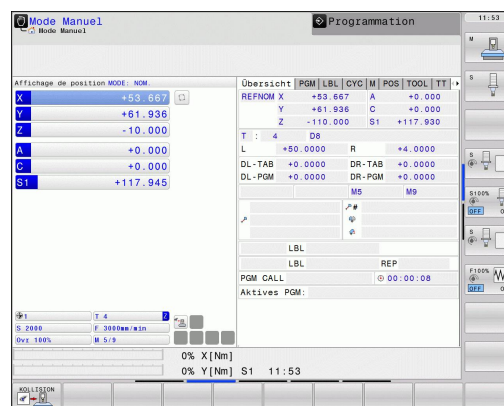 Mode Manuel
Mode Manuel
Programmation
11:53
Affichage de position MODE: NOM.
X +53.667
Y +61.936
Z -10.000
A +0.000
C +0.000
S1 +117.945
Übersicht PGM LBL CYC M POS TOOL TT
REFNOM X +53.667 A +0.000
Y +61.936 C +0.000
Z -110.000 S1 +117.930
T : 4 D8
L +50.0000 R +4.0000
DL-TAB +0.0000 DR-TAB +0.0000
DL-PGM +0.0000 DR-PGM +0.0000
M5 M9
#
LBL
LBL REP
PGM CALL 00:00:08
Aktives PGM:
1 T 4 Z
S 2000 F 3000mm/min
Ovr 100% M 5/9
0% X[Nm]
0% Y[Nm] S1 11:53
KOLLISION
M
S
S
S100%
OFF
S
F100%
OFF